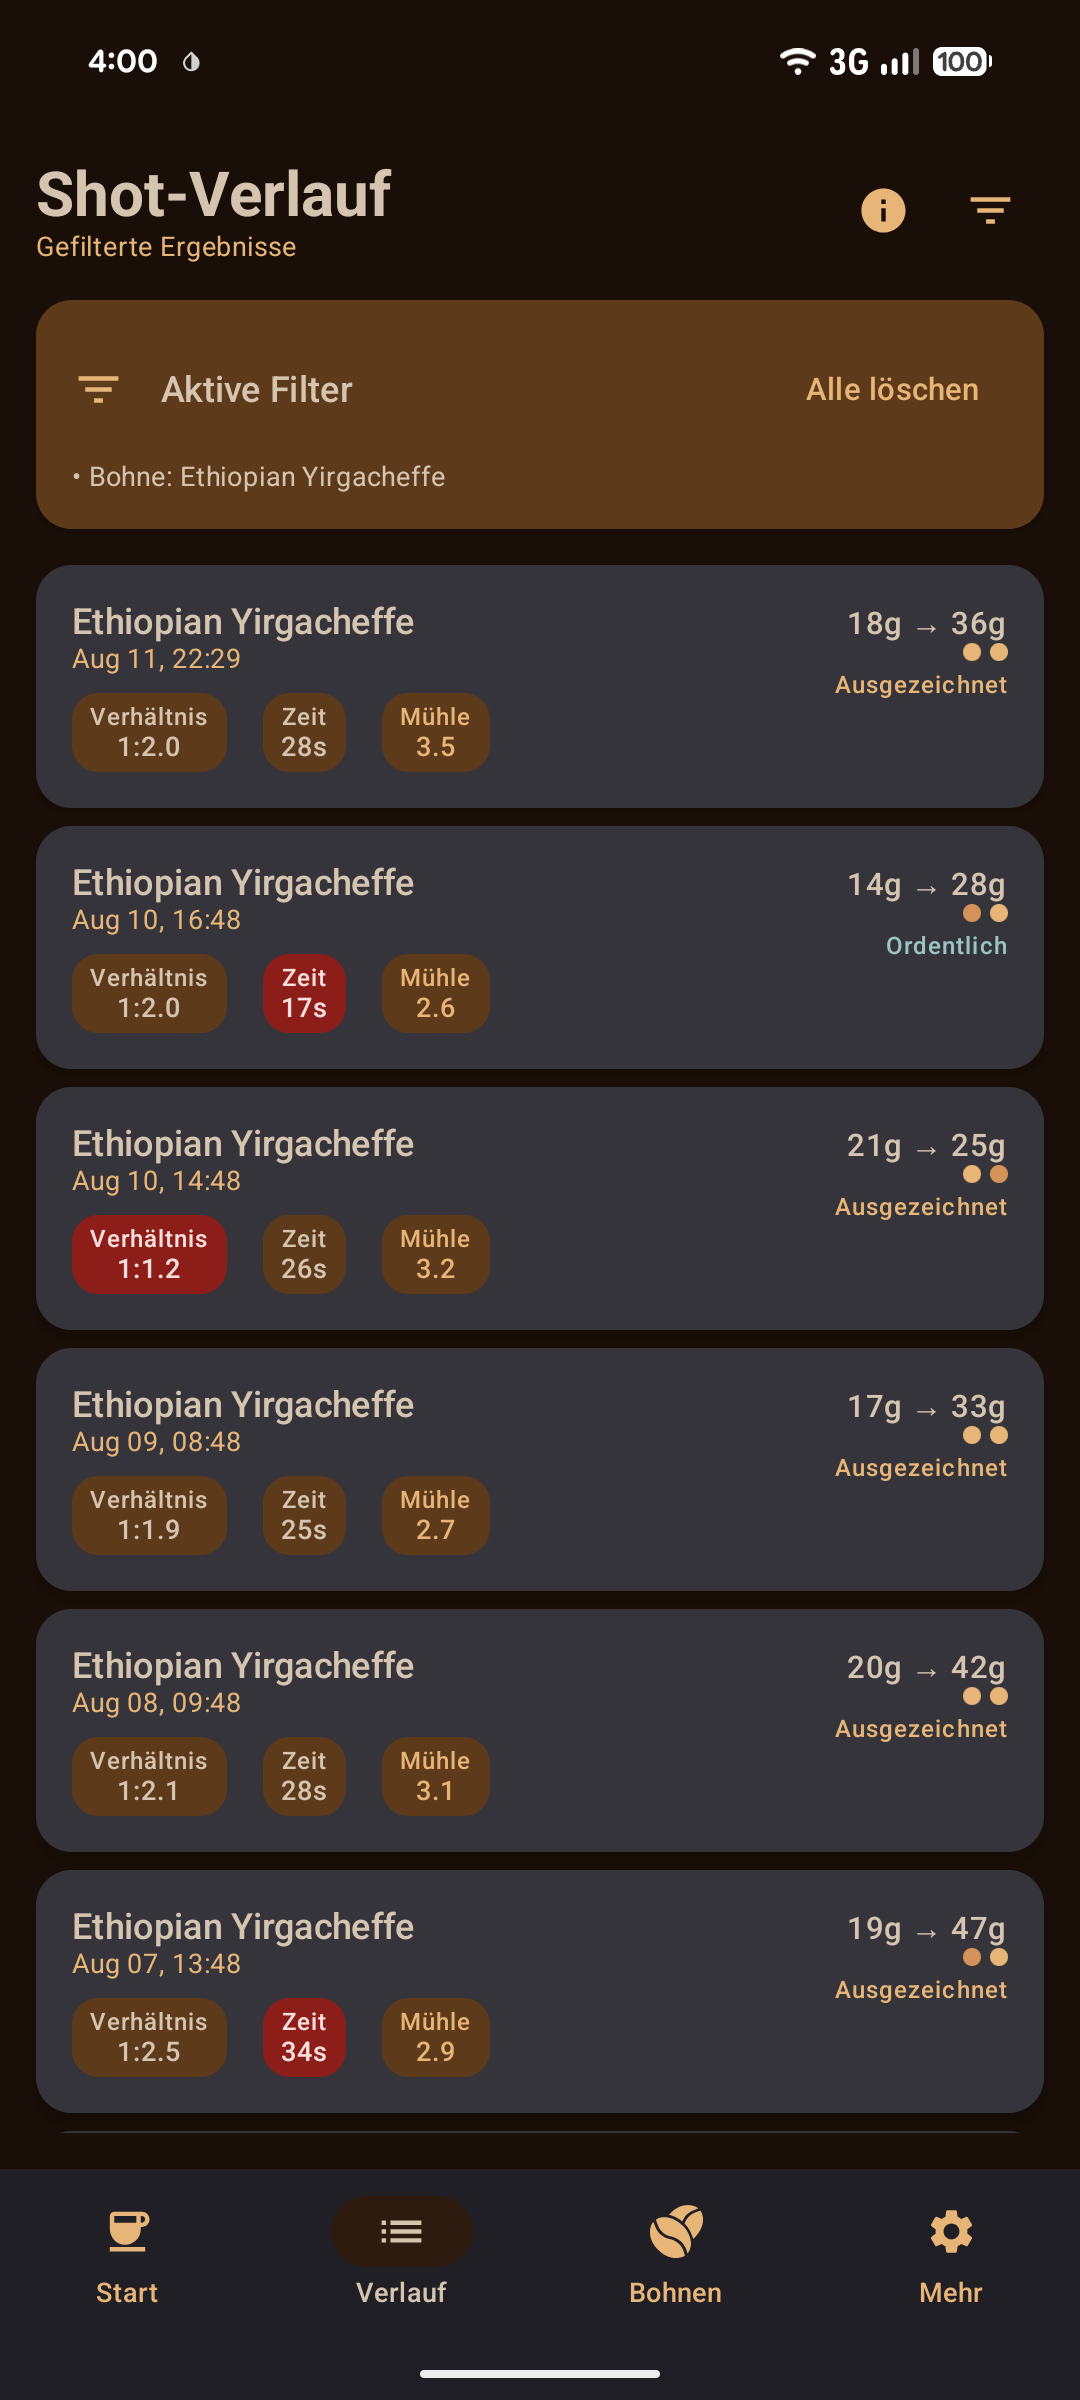 4:00
3G
100
Shot-Verlauf
Gefilterte Ergebnisse
Aktive Filter
Alle löschen
• Bohne: Ethiopian Yirgacheffe
Ethiopian Yirgacheffe
18g → 36g
Aug 11, 22:29
Ausgezeichnet
Verhältnis
1:2.0
Zeit
28s
Mühle
3.5
Ethiopian Yirgacheffe
14g → 28g
Aug 10, 16:48
Ordentlich
Verhältnis
1:2.0
Zeit
17s
Mühle
2.6
Ethiopian Yirgacheffe
21g → 25g
Aug 10, 14:48
Ausgezeichnet
Verhältnis
1:1.2
Zeit
26s
Mühle
3.2
Ethiopian Yirgacheffe
17g → 33g
Aug 09, 08:48
Ausgezeichnet
Verhältnis
1:1.9
Zeit
25s
Mühle
2.7
Ethiopian Yirgacheffe
20g → 42g
Aug 08, 09:48
Ausgezeichnet
Verhältnis
1:2.1
Zeit
28s
Mühle
3.1
Ethiopian Yirgacheffe
19g → 47g
Aug 07, 13:48
Ausgezeichnet
Verhältnis
1:2.5
Zeit
34s
Mühle
2.9
Start
Verlauf
Bohnen
Mehr